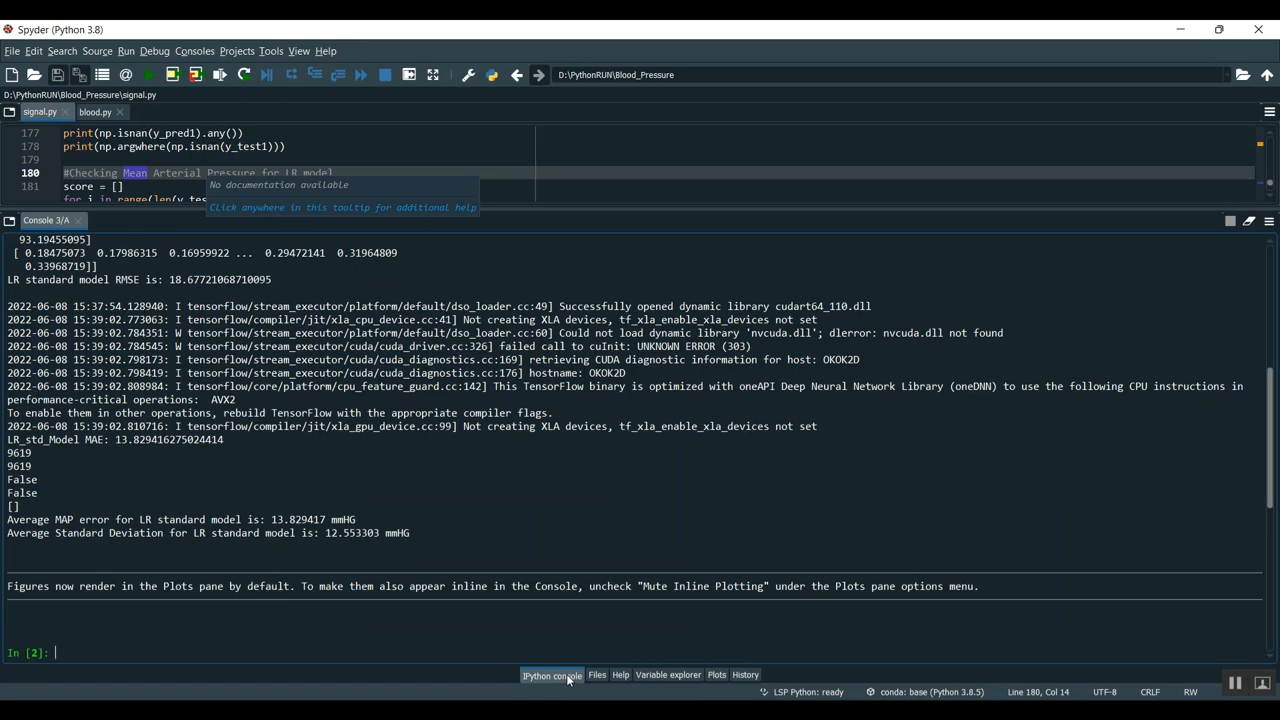 Spyder (Python 3.8)
File Edit Search Source Run Debug Consoles Projects Tools View Help
D:\PythonRUN\Blood_Pressure
D:\PythonRUN\Blood_Pressure\signal.py
signal.py blood.py
177 print(np.isnan(y_pred1).any())
178 print(np.argwhere(np.isnan(y_test1)))
179
180 #Checking Mean Arterial Pressure for LR model
181 score = []
for i in range(len(y_tes
No documentation available
Click anywhere in this tooltip for additional help
Console 3/A
93.19455095]
[ 0.18475073 0.17986315 0.16959922 ... 0.29472141 0.31964809
0.33968719]]
LR standard model RMSE is: 18.67721068710095
2022-06-08 15:37:54.128940: I tensorflow/stream_executor/platform/default/dso_loader.cc:49] Successfully opened dynamic library cudart64_110.dll
2022-06-08 15:39:02.773063: I tensorflow/compiler/jit/xla_cpu_device.cc:41] Not creating XLA devices, tf_xla_enable_xla_devices not set
2022-06-08 15:39:02.784351: W tensorflow/stream_executor/platform/default/dso_loader.cc:60] Could not load dynamic library 'nvcuda.dll'; dlerror: nvcuda.dll not found
2022-06-08 15:39:02.784545: W tensorflow/stream_executor/cuda/cuda_driver.cc:326] failed call to cuInit: UNKNOWN ERROR (303)
2022-06-08 15:39:02.798173: I tensorflow/stream_executor/cuda/cuda_diagnostics.cc:169] retrieving CUDA diagnostic information for host: OKOK2D
2022-06-08 15:39:02.798419: I tensorflow/stream_executor/cuda/cuda_diagnostics.cc:176] hostname: OKOK2D
2022-06-08 15:39:02.808984: I tensorflow/core/platform/cpu_feature_guard.cc:142] This TensorFlow binary is optimized with oneAPI Deep Neural Network Library (oneDNN) to use the following CPU instructions in
performance-critical operations: AVX2
To enable them in other operations, rebuild TensorFlow with the appropriate compiler flags.
2022-06-08 15:39:02.810716: I tensorflow/compiler/jit/xla_gpu_device.cc:99] Not creating XLA devices, tf_xla_enable_xla_devices not set
LR_std_Model MAE: 13.829416275024414
9619
9619
False
False
[]
Average MAP error for LR standard model is: 13.829417 mmHG
Average Standard Deviation for LR standard model is: 12.553303 mmHG
Figures now render in the Plots pane by default. To make them also appear inline in the Console, uncheck "Mute Inline Plotting" under the Plots pane options menu.
In [2]:
IPython console Files Help Variable explorer Plots History
LSP Python: ready conda: base (Python 3.8.5) Line 180, Col 14 UTF-8 CRLF RW